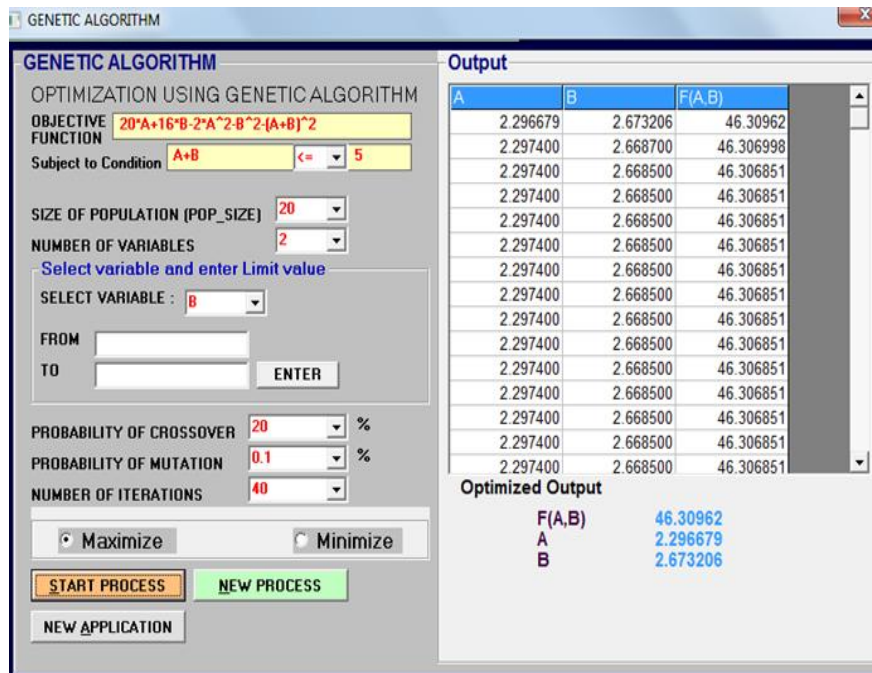 GENETIC ALGORITHM
GENETIC ALGORITHM
OPTIMIZATION USING GENETIC ALGORITHM
OBJECTIVE FUNCTION 20*A+16*B-2*A^2-B^2-(A+B)^2
Subject to Condition A+B <= 5
SIZE OF POPULATION (POP_SIZE) 20
NUMBER OF VARIABLES 2
Select variable and enter Limit value
SELECT VARIABLE : B
FROM
TO
ENTER
PROBABILITY OF CROSSOVER 20 %
PROBABILITY OF MUTATION 0.1 %
NUMBER OF ITERATIONS 40
Maximize Minimize
START PROCESS NEW PROCESS
NEW APPLICATION
Output
A B F(A,B)
2.296679 2.673206 46.30962
2.297400 2.668700 46.306998
2.297400 2.668500 46.306851
2.297400 2.668500 46.306851
2.297400 2.668500 46.306851
2.297400 2.668500 46.306851
2.297400 2.668500 46.306851
2.297400 2.668500 46.306851
2.297400 2.668500 46.306851
2.297400 2.668500 46.306851
2.297400 2.668500 46.306851
2.297400 2.668500 46.306851
2.297400 2.668500 46.306851
2.297400 2.668500 46.306851
2.297400 2.668500 46.306851
Optimized Output
F(A,B) 46.30962
A 2.296679
B 2.673206